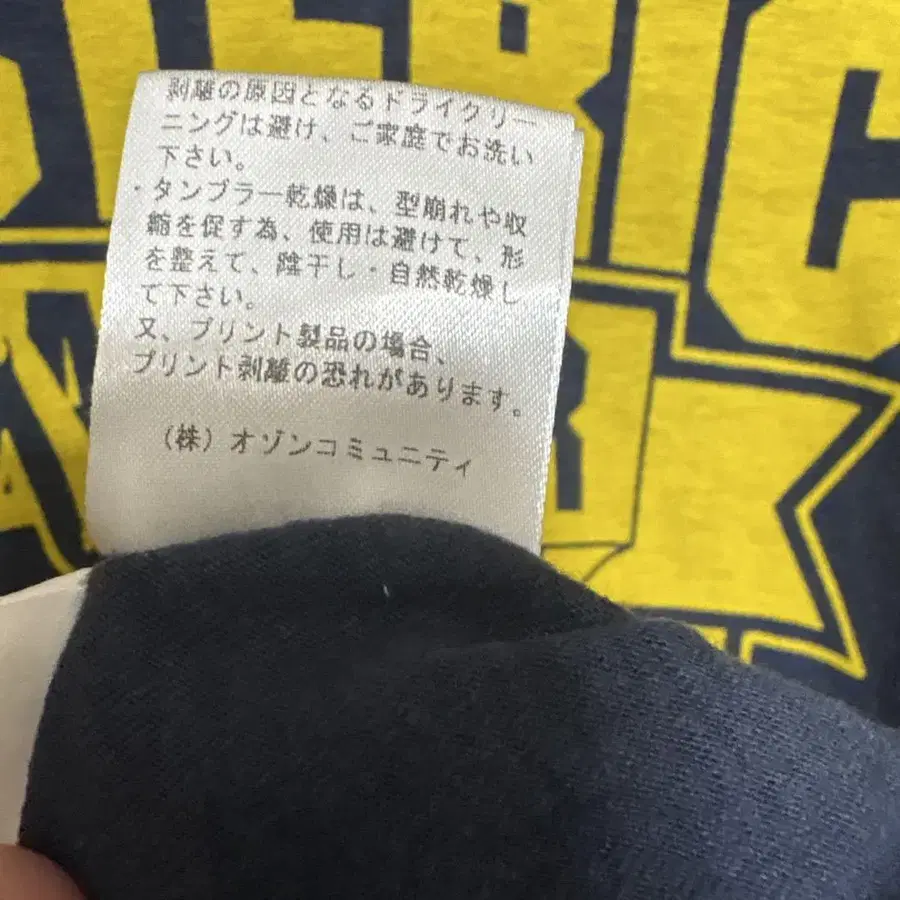 STERIC
剥離の原因となるドライクリー
ニングは避け、ご家庭でお洗い
下さい。
・タンブラー乾燥は、型崩れや収
縮を促す為、使用は避けて、形
を整えて、陰干し・自然乾燥し
て下さい。
又、プリント製品の場合、
プリント剥離の恐れがあります。
(株)オゾンコミュニティ